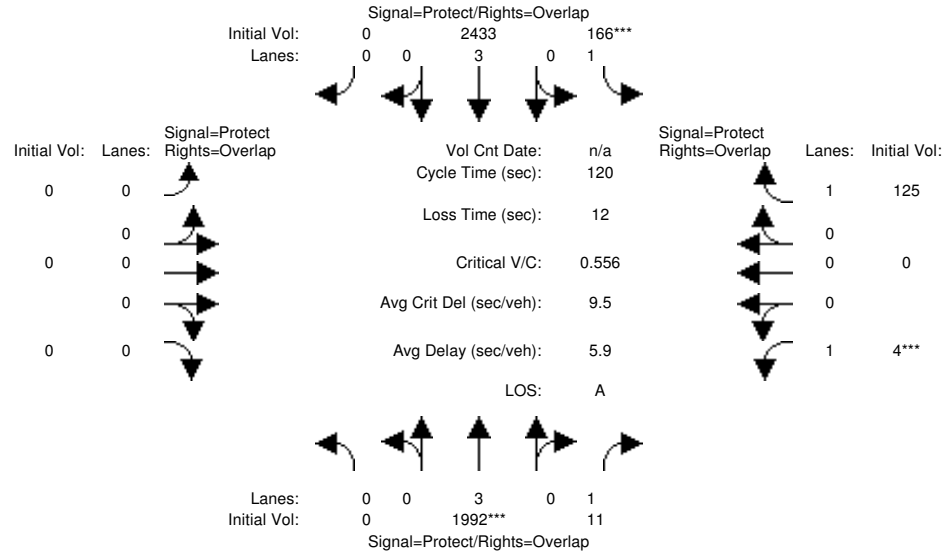 Signal=Protect/Rights=Overlap
Initial Vol: 0 2433 166***
Lanes: 0 0 3 0 1
Signal=Protect Signal=Protect
Initial Vol: Lanes: Rights=Overlap Vol Cnt Date: n/a Rights=Overlap Lanes: Initial Vol:
Cycle Time (sec): 120
0 0 1 125
Loss Time (sec): 12
0 0
0 0 Critical V/C: 0.556 0 0
0 Avg Crit Del (sec/veh): 9.5 0
0 0 Avg Delay (sec/veh): 5.9 1 4***
LOS: A
Lanes: 0 0 3 0 1
Initial Vol: 0 1992*** 11
Signal=Protect/Rights=Overlap